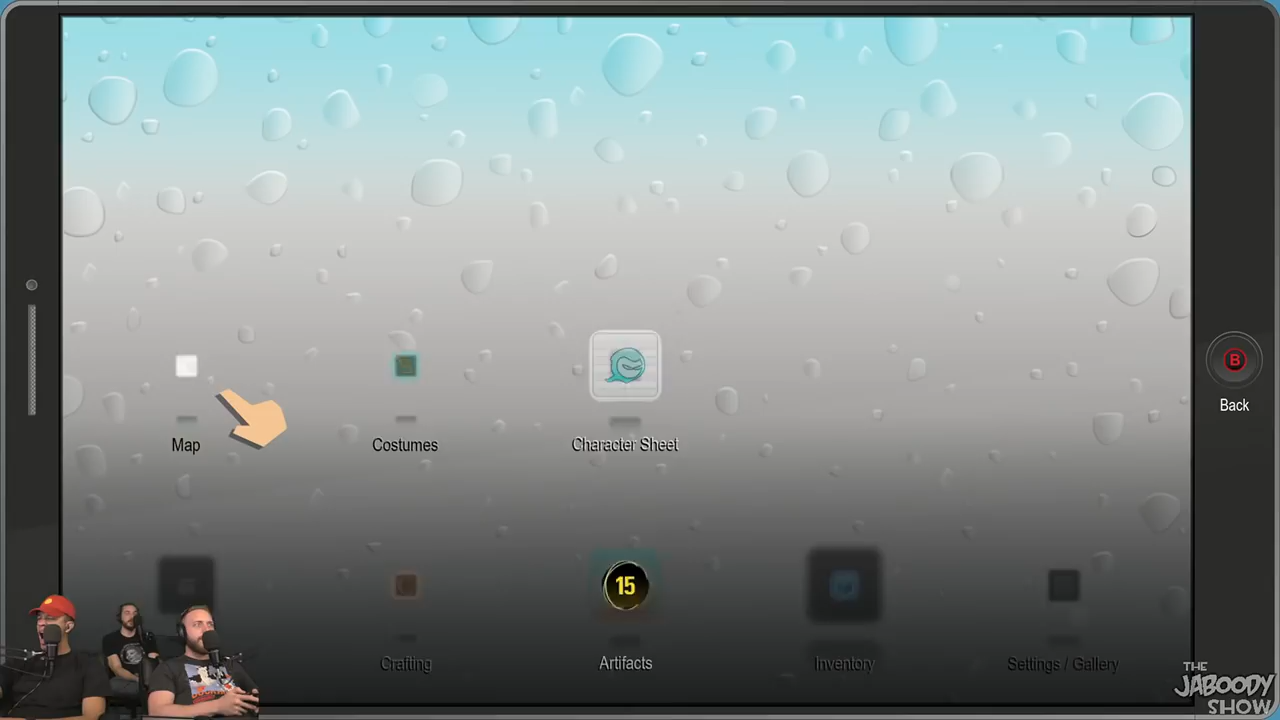 Map
Costumes
Character Sheet
B
Back
15
Crafting
Artifacts
Inventory
Settings / Gallery
THE
JABOODY
SHOW